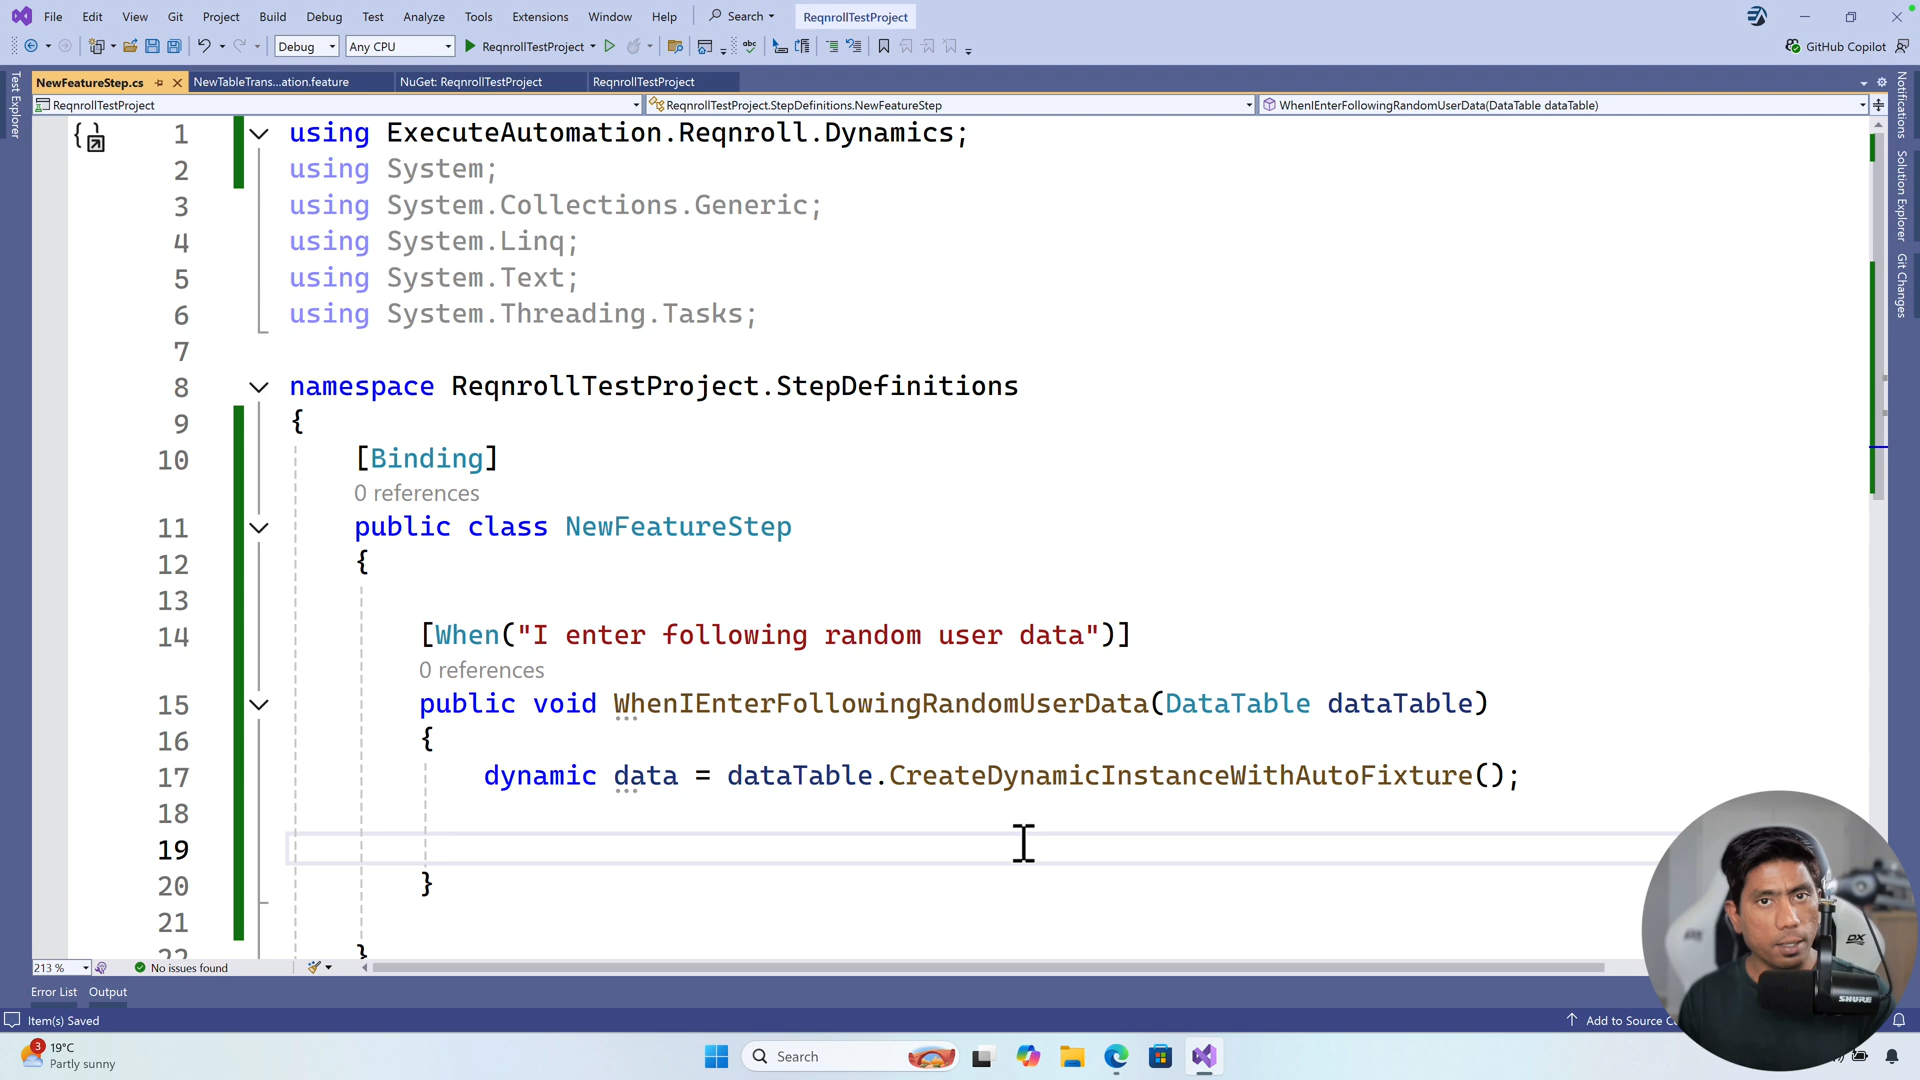 File Edit View Git Project Build Debug Test Analyze Tools Extensions Window Help Search ReqnrollTestProject
Debug Any CPU ReqnrollTestProject GitHub Copilot
NewFeatureStep.cs NewTableTrans...ation.feature NuGet: ReqnrollTestProject ReqnrollTestProject
ReqnrollTestProject ReqnrollTestProject.StepDefinitions.NewFeatureStep WhenIEnterFollowingRandomUserData(DataTable dataTable)
Test Explorer
Notifications
Solution Explorer
Git Changes
1 using ExecuteAutomation.Reqnroll.Dynamics;
2 using System;
3 using System.Collections.Generic;
4 using System.Linq;
5 using System.Text;
6 using System.Threading.Tasks;
7
8 namespace ReqnrollTestProject.StepDefinitions
9 {
10 [Binding]
0 references
11 public class NewFeatureStep
12 {
13
14 [When("I enter following random user data")]
0 references
15 public void WhenIEnterFollowingRandomUserData(DataTable dataTable)
16 {
17 dynamic data = dataTable.CreateDynamicInstanceWithAutoFixture();
18
19
20 }
21
22 }
213 % No issues found
Error List Output
Item(s) Saved Add to Source
3 19°C
Partly sunny
Search
DX
SHURE